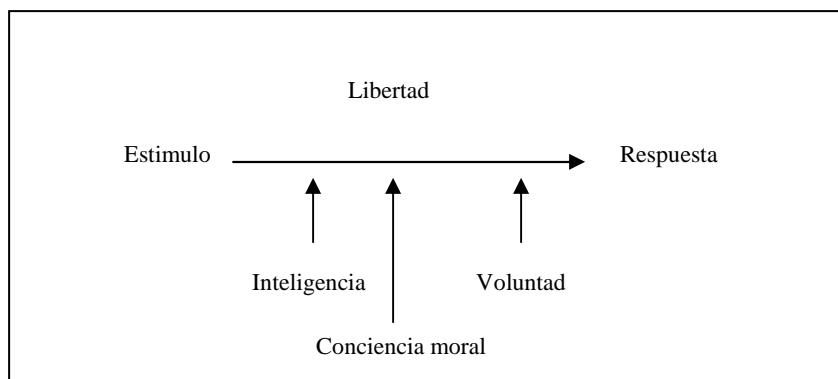 Libertad
Estimulo Respuesta
Inteligencia Voluntad
Conciencia moral